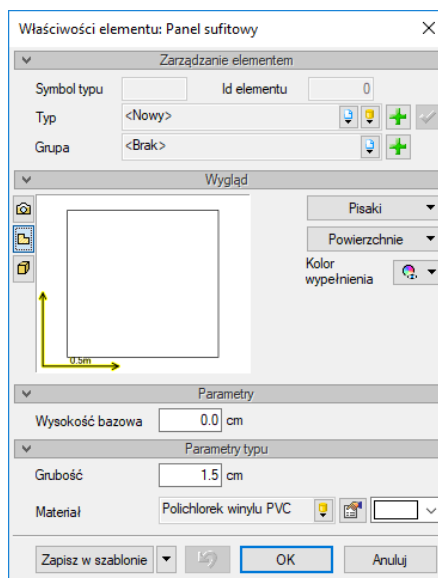 Właściwości elementu: Panel sufitowy
Zarządzanie elementem
Symbol typu Id elementu 0
Typ <Nowy>
Grupa <Brak>
Wygląd
Pisaki
Powierzchnie
Kolor
wypełnienia
0.5m
Parametry
Wysokość bazowa 0.0 cm
Parametry typu
Grubość 1.5 cm
Materiał Polichlorek winylu PVC
Zapisz w szablonie OK Anuluj